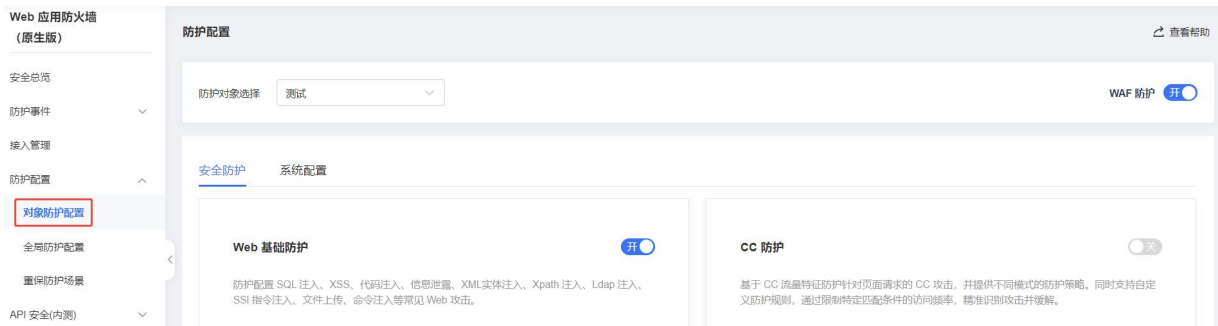 Web 应用防火墙
（原生版）
安全总览
防护事件
接入管理
防护配置
对象防护配置
全局防护配置
重保防护场景
API 安全(内测)
防护配置
查看帮助
防护对象选择
测试
WAF 防护
开
安全防护
系统配置
Web 基础防护
开
防护配置 SQL 注入、XSS、代码注入、信息泄露、XML实体注入、Xpath 注入、Ldap 注入、
SSI 指令注入、文件上传、命令注入等常见 Web 攻击。
CC 防护
关
基于 CC 流量特征防护针对页面请求的 CC 攻击，并提供不同模式的防护策略。同时支持自定
义防护规则，通过限制特定匹配条件的访问频率，精准识别攻击并缓解。